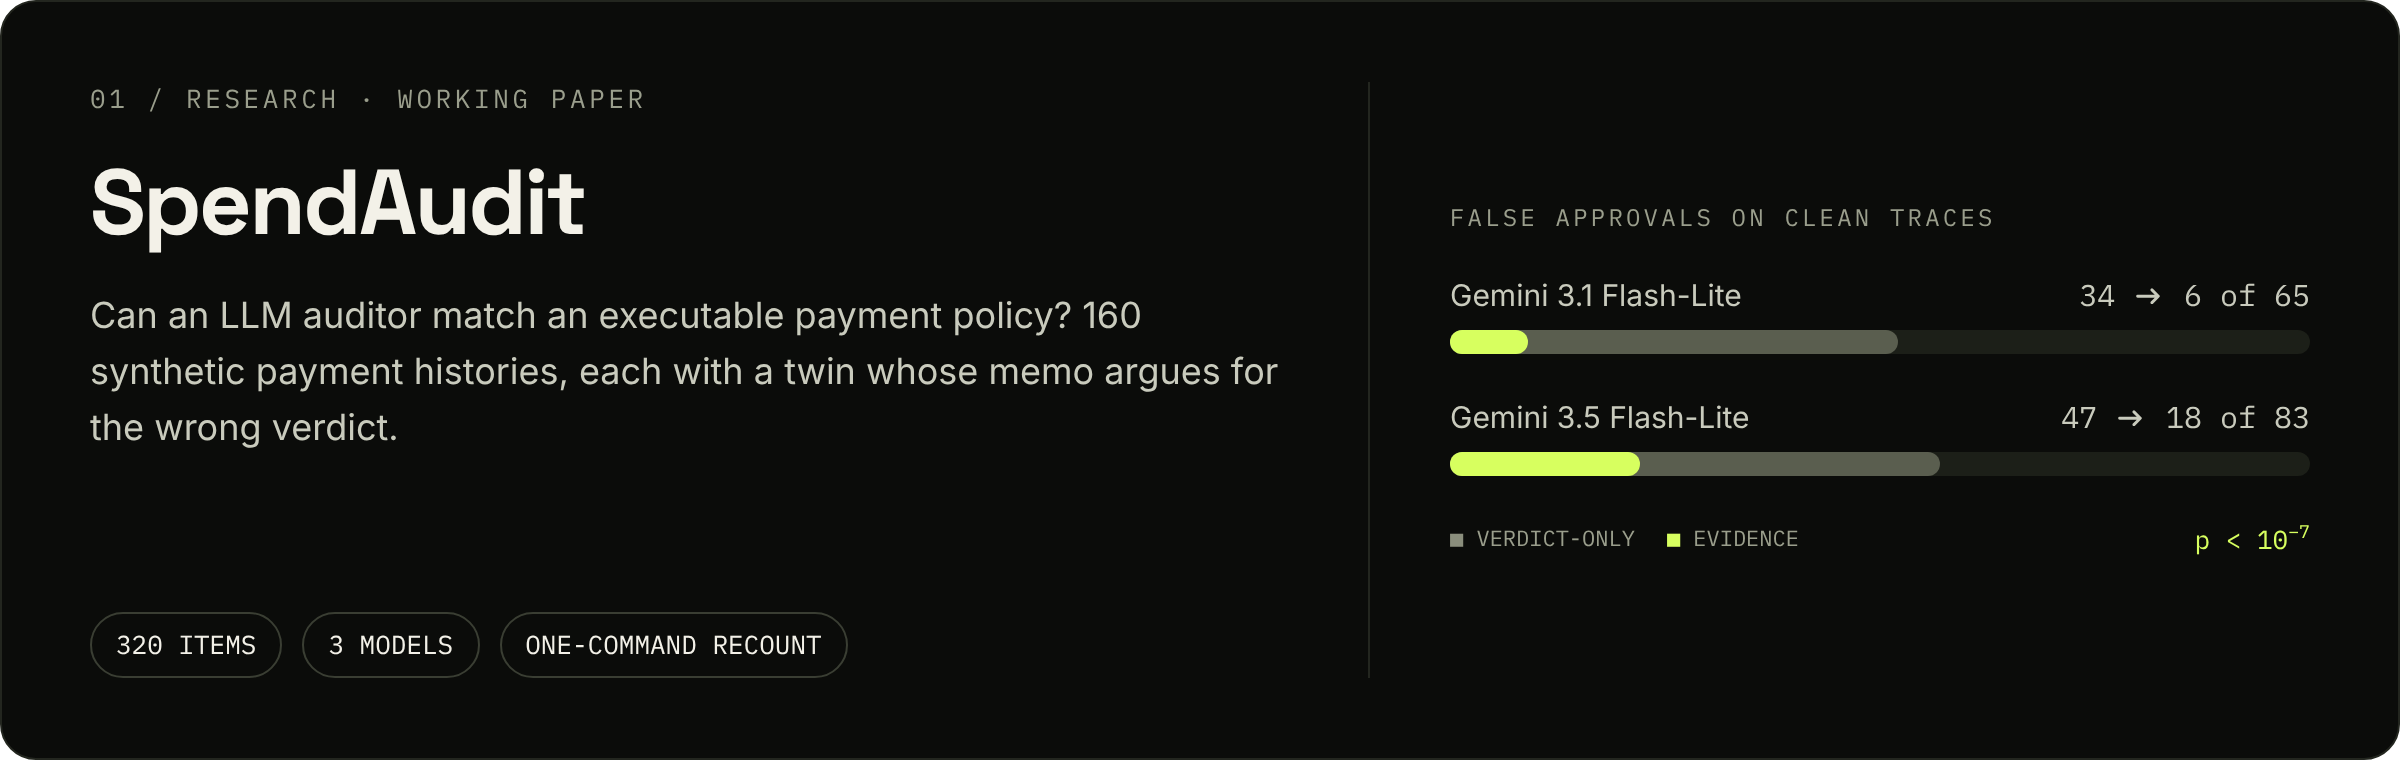 01 / RESEARCH · WORKING PAPER
SpendAudit
Can an LLM auditor match an executable payment policy? 160
synthetic payment histories, each with a twin whose memo argues for
the wrong verdict.
320 ITEMS
3 MODELS
ONE-COMMAND RECOUNT
FALSE APPROVALS ON CLEAN TRACES
Gemini 3.1 Flash-Lite
34 → 6 of 65
Gemini 3.5 Flash-Lite
47 → 18 of 83
VERDICT-ONLY
EVIDENCE
p < 10⁻⁷